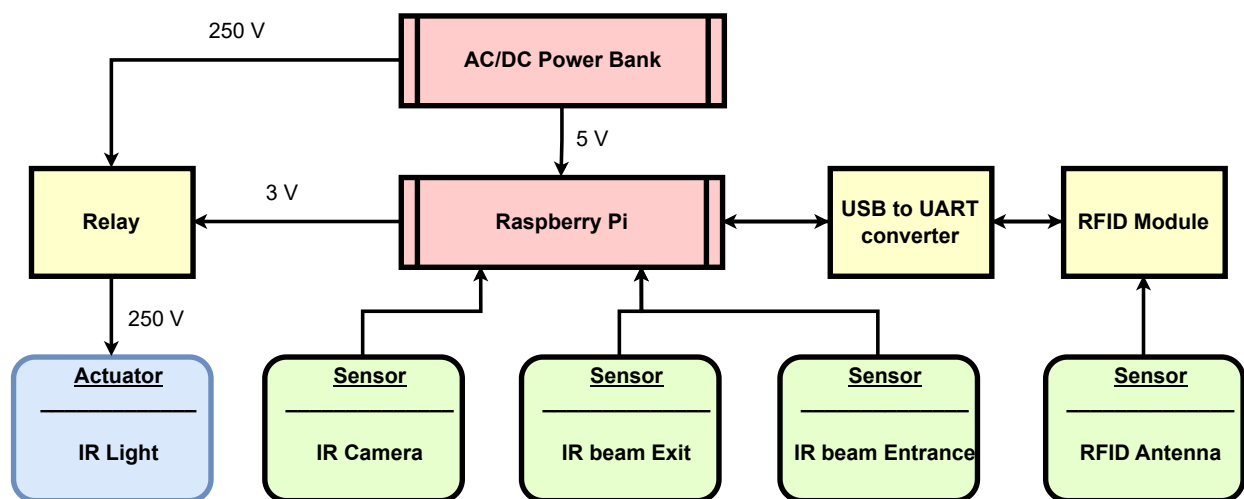 250 V
AC/DC Power Bank
5 V
Relay
3 V
Raspberry Pi
USB to UART
converter
RFID Module
250 V
Actuator
IR Light
Sensor
IR Camera
Sensor
IR beam Exit
Sensor
IR beam Entrance
Sensor
RFID Antenna